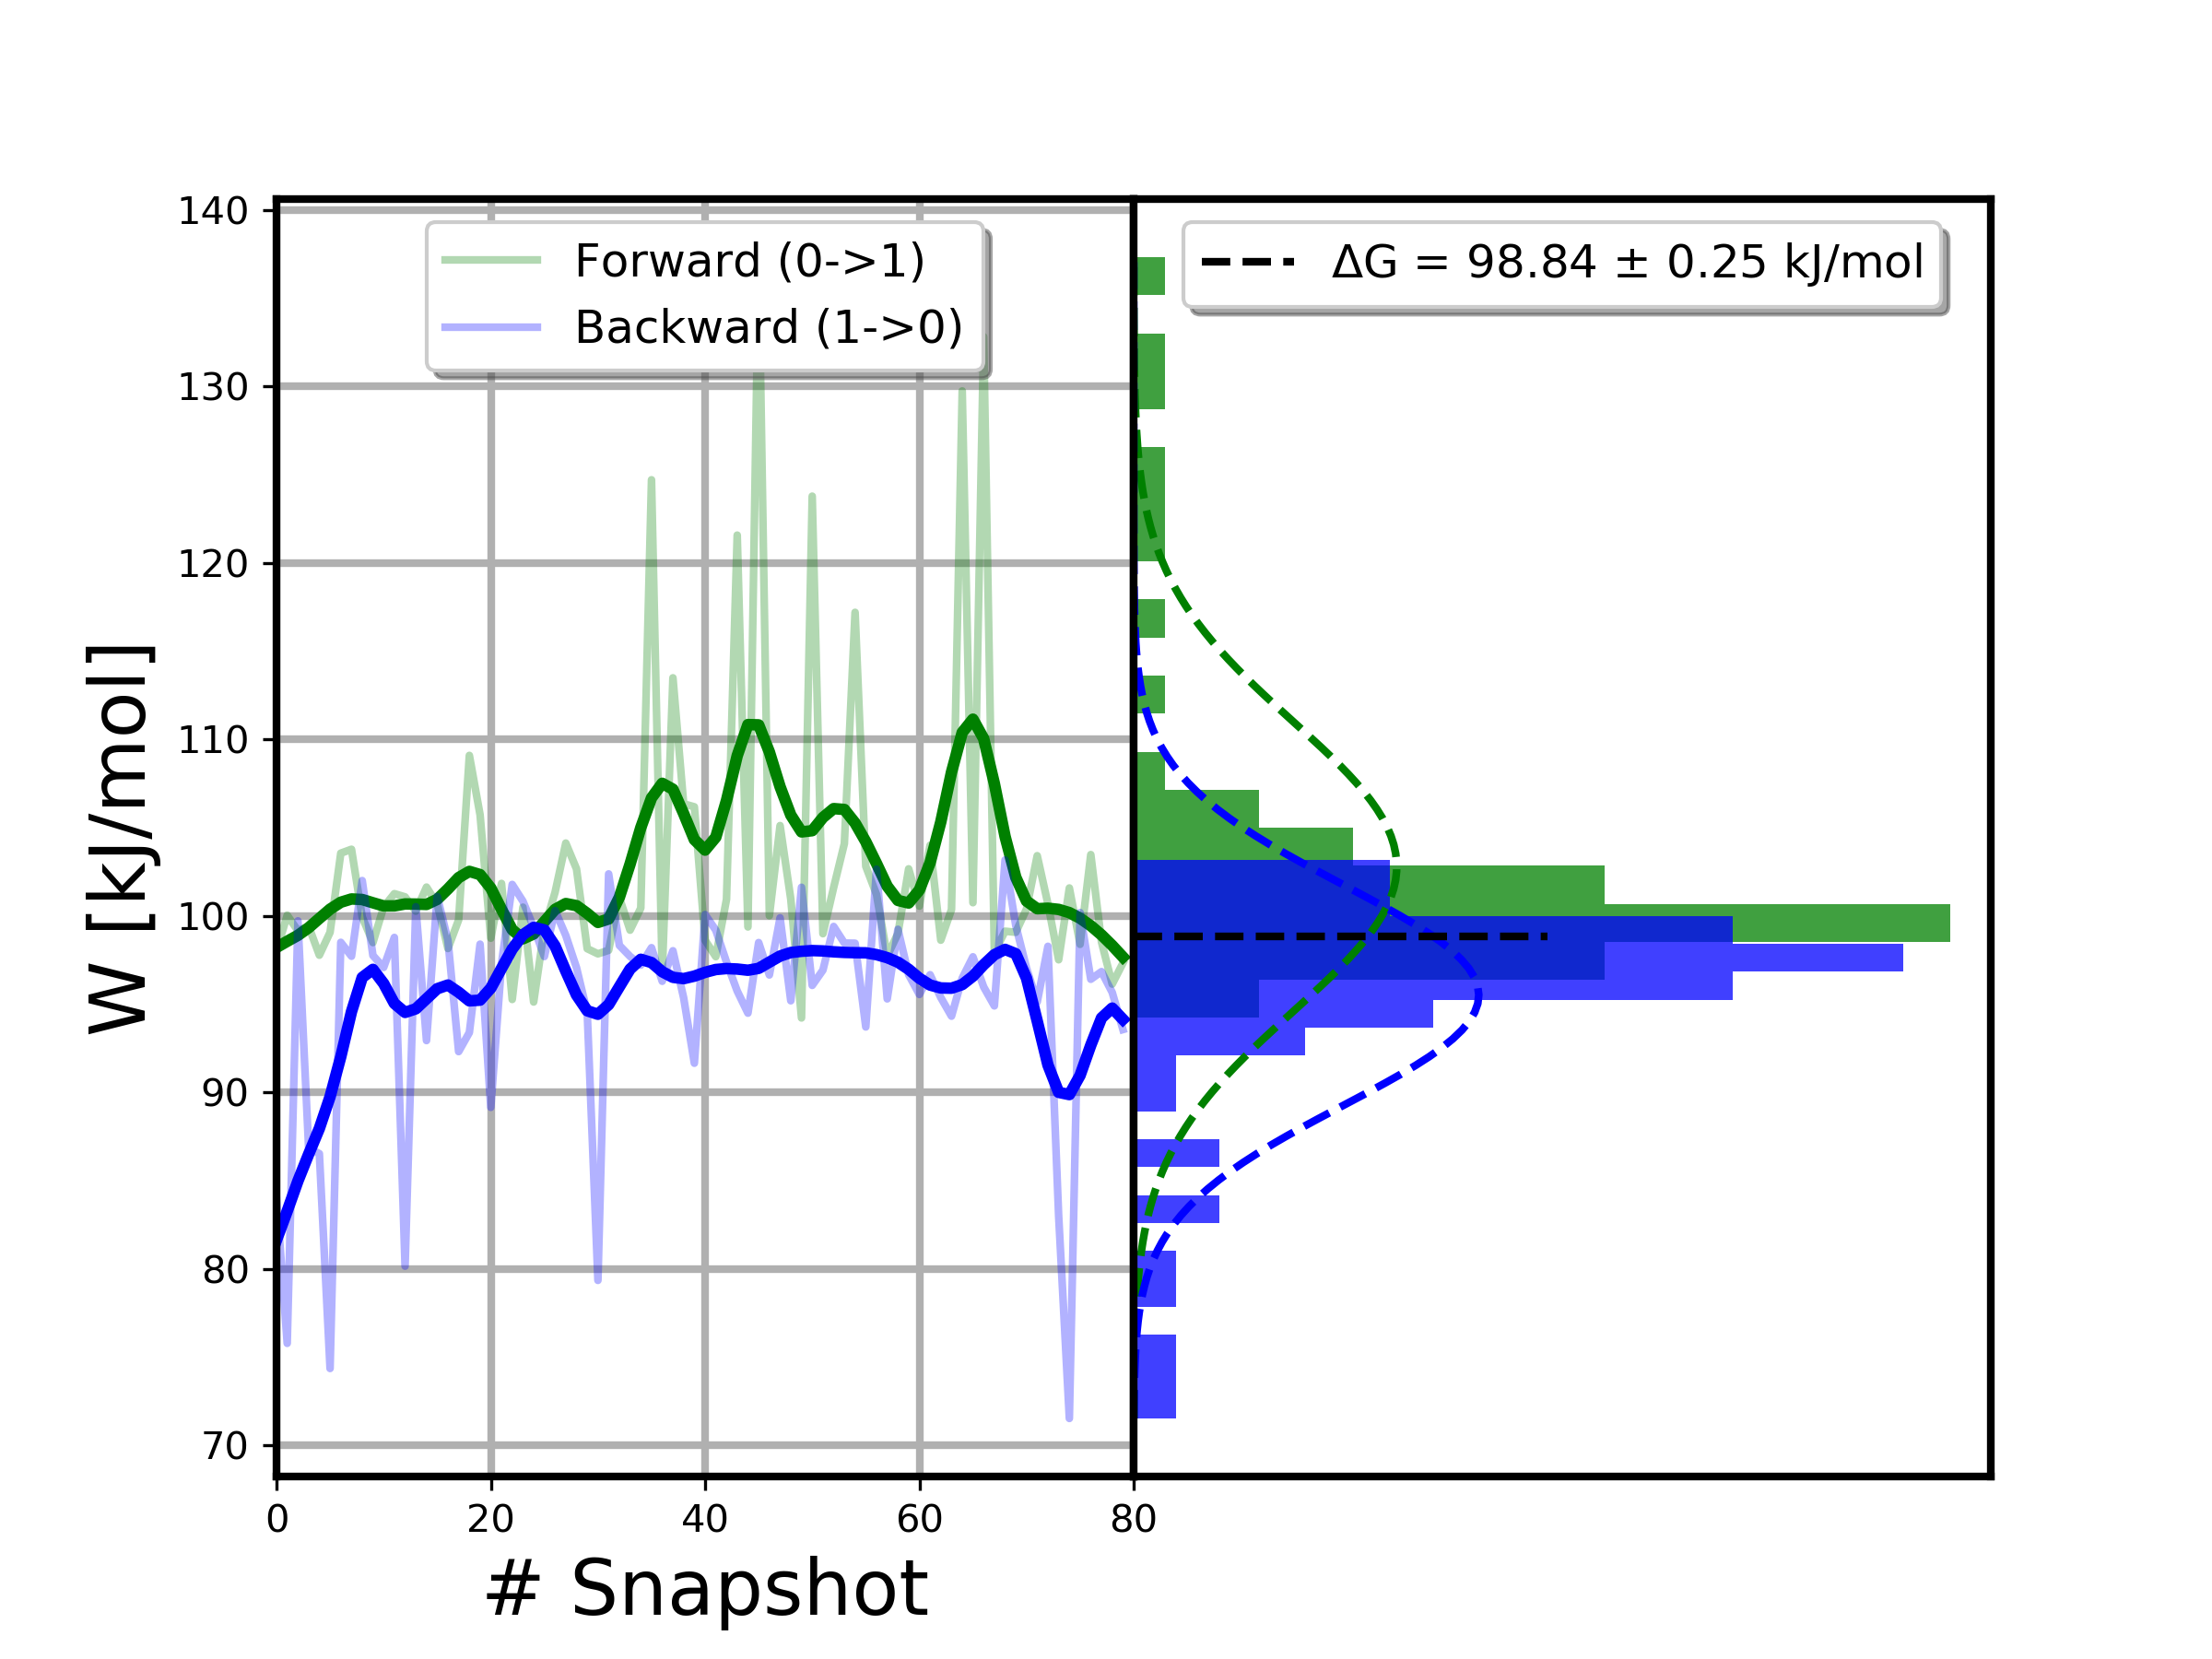 Forward (0->1)
Backward (1->0)
ΔG = 98.84 ± 0.25 kJ/mol
140
130
120
110
100
90
80
70
W [kJ/mol]
0
20
40
60
80
# Snapshot